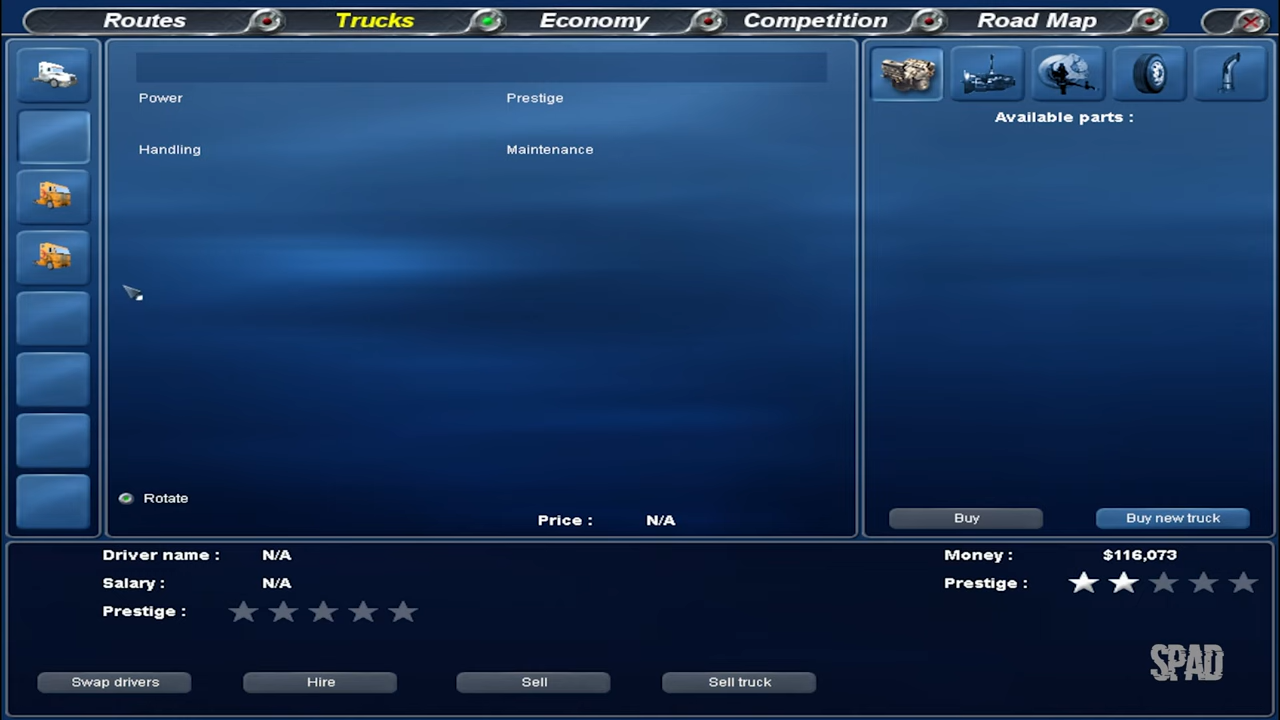 Routes Trucks Economy Competition Road Map
Power Prestige
Handling Maintenance
Available parts :
Rotate
Price : N/A
Buy Buy new truck
Driver name : N/A
Salary : N/A
Prestige :
Money : $116,073
Prestige :
Swap drivers Hire Sell Sell truck
SPAD